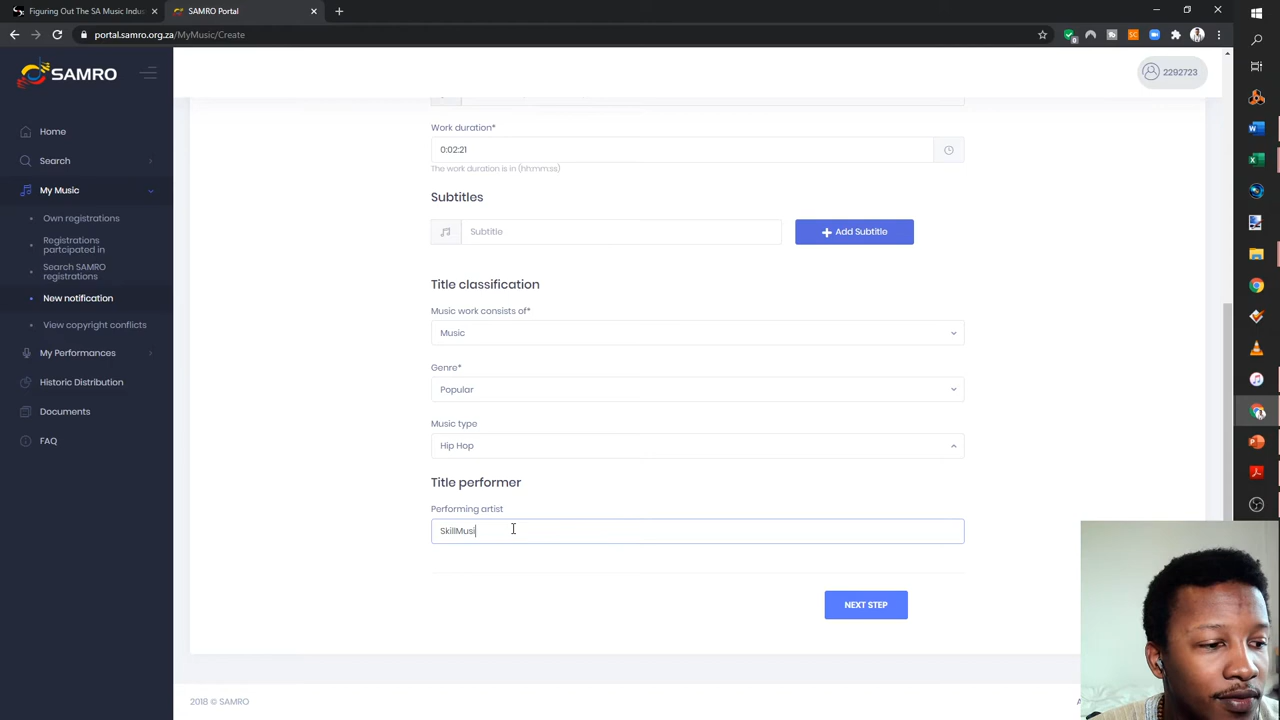 Figuring Out The SA Music Indus
SAMRO Portal
portal.samro.org.za/MyMusic/Create
SAMRO
2292723
Home
Search
My Music
Own registrations
Registrations
partcipated in
Search SAMRO
registrations
New notification
View copyright conflicts
My Performances
Historic Distribution
Documents
FAQ
Work duration*
0:02:21
The work duration is in (hh:mm:ss)
Subtitles
Subtitle
Add Subtitle
Title classification
Music work consists of*
Music
Genre*
Popular
Music type
Hip Hop
Title performer
Performing artist
SkillMusi
NEXT STEP
2018 © SAMRO